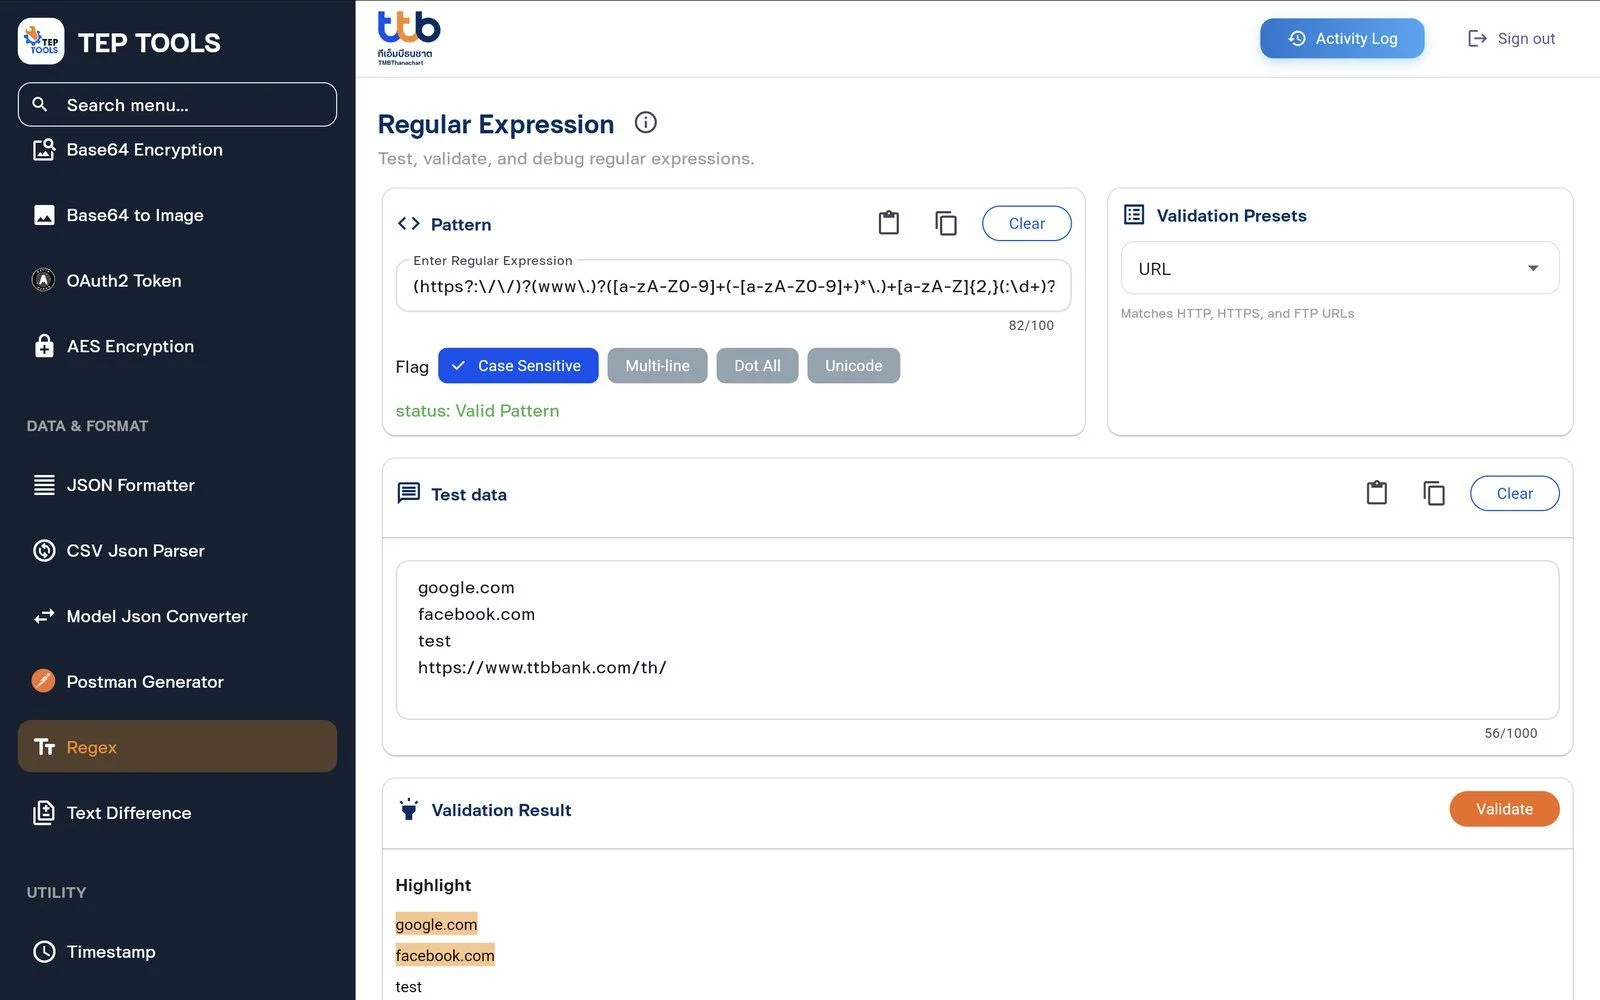 TEP TOOLS
TEP TOOLS
Search menu...
Base64 Encryption
Base64 to Image
OAuth2 Token
AES Encryption
DATA & FORMAT
JSON Formatter
CSV Json Parser
Model Json Converter
Postman Generator
Regex
Text Difference
UTILITY
Timestamp
ttb
ทีเอ็มบีธนชาต
TMBThanachart
Activity Log
Sign out
Regular Expression
Test, validate, and debug regular expressions.
Pattern
Clear
Enter Regular Expression
(https?:\/\/)?(www\.)?([a-zA-Z0-9]+(-[a-zA-Z0-9]+)*\.)+[a-zA-Z]{2,}(:\d+)?
82/100
Flag
Case Sensitive
Multi-line
Dot All
Unicode
status: Valid Pattern
Validation Presets
URL
Matches HTTP, HTTPS, and FTP URLs
Test data
Clear
google.com
facebook.com
test
https://www.ttbbank.com/th/
56/1000
Validation Result
Validate
Highlight
google.com
facebook.com
test